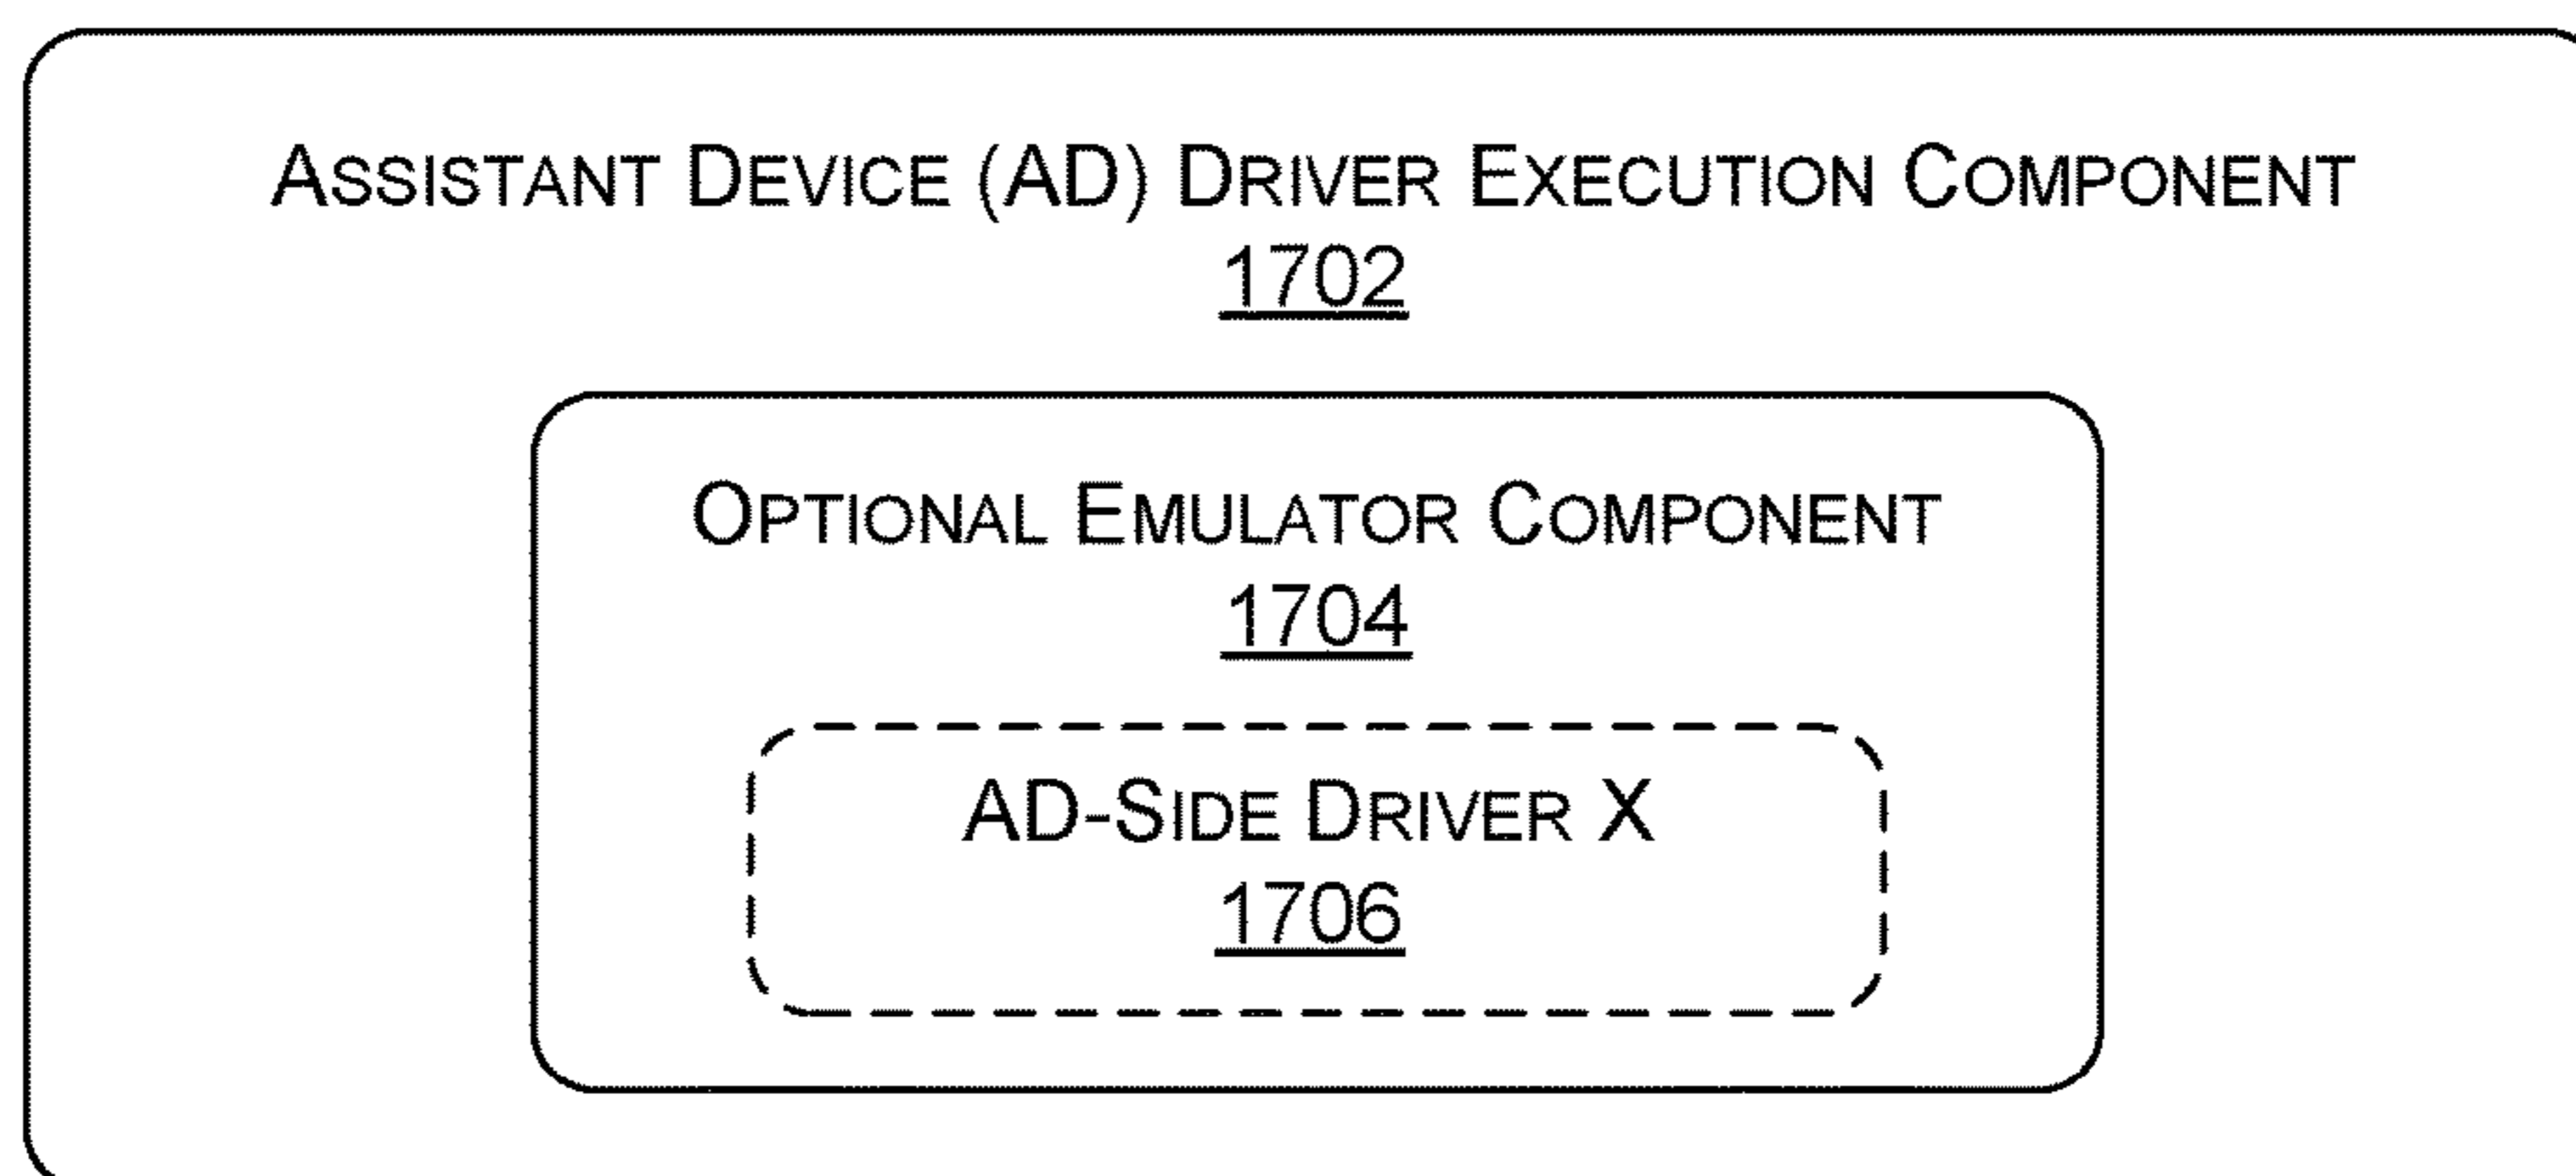 Assistant Device (AD) Driver Execution Component
1702
Optional Emulator Component
1704
AD-Side Driver X
1706